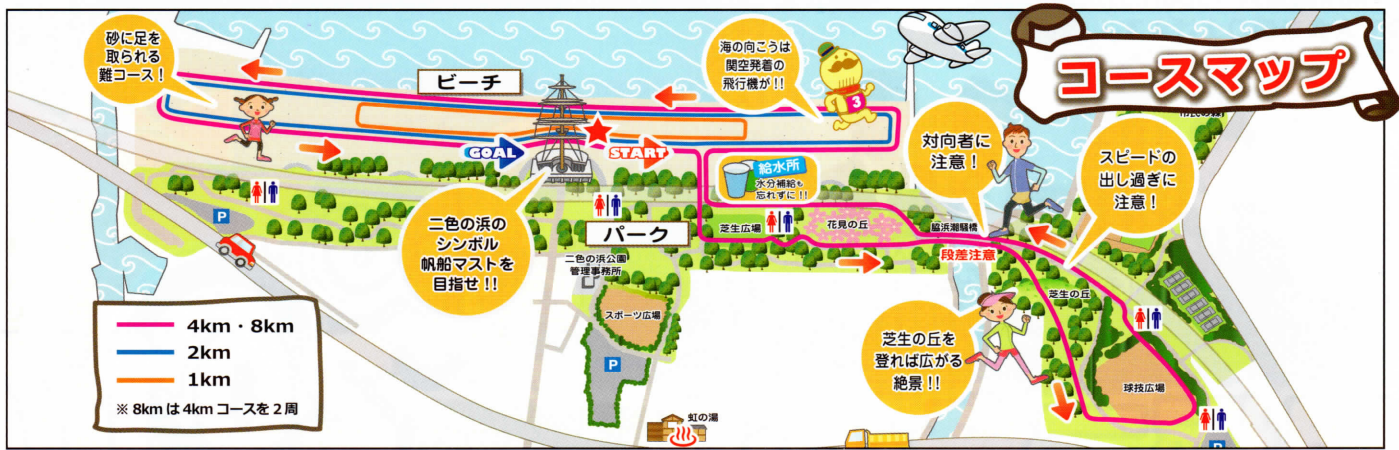 コースマップ
砂に足を
取られる
難コース！
ビーチ
海の向こうは
関空発着の
飛行機が!!
3
対向者に
注意！
スピードの
出し過ぎに
注意！
GOAL
START
給水所
水分補給も
忘れずに!!
P
二色の浜の
シンボル
帆船マストを
目指せ!!
パーク
芝生広場
花見の丘
脇浜潮騒橋
段差注意
二色の浜公園
管理事務所
スポーツ広場
P
芝生の丘
芝生の丘を
登れば広がる
絶景!!
球技広場
虹の湯
P
4km・8km
2km
1km
※ 8kmは4kmコースを2周